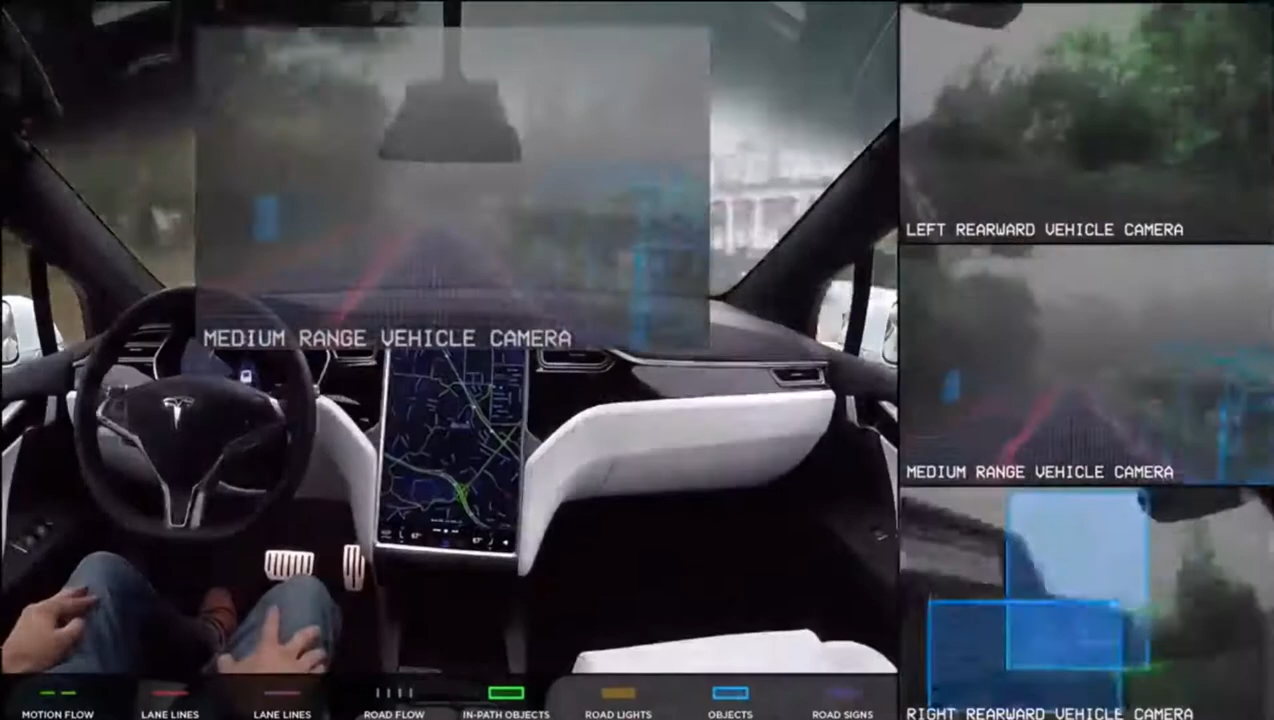 MEDIUM RANGE VEHICLE CAMERA
LEFT REARWARD VEHICLE CAMERA
MEDIUM RANGE VEHICLE CAMERA
RIGHT REARWARD VEHICLE CAMERA
MOTION FLOW
LANE LINES
LANE LINES
ROAD FLOW
IN-PATH OBJECTS
ROAD LIGHTS
OBJECTS
ROAD SIGNS